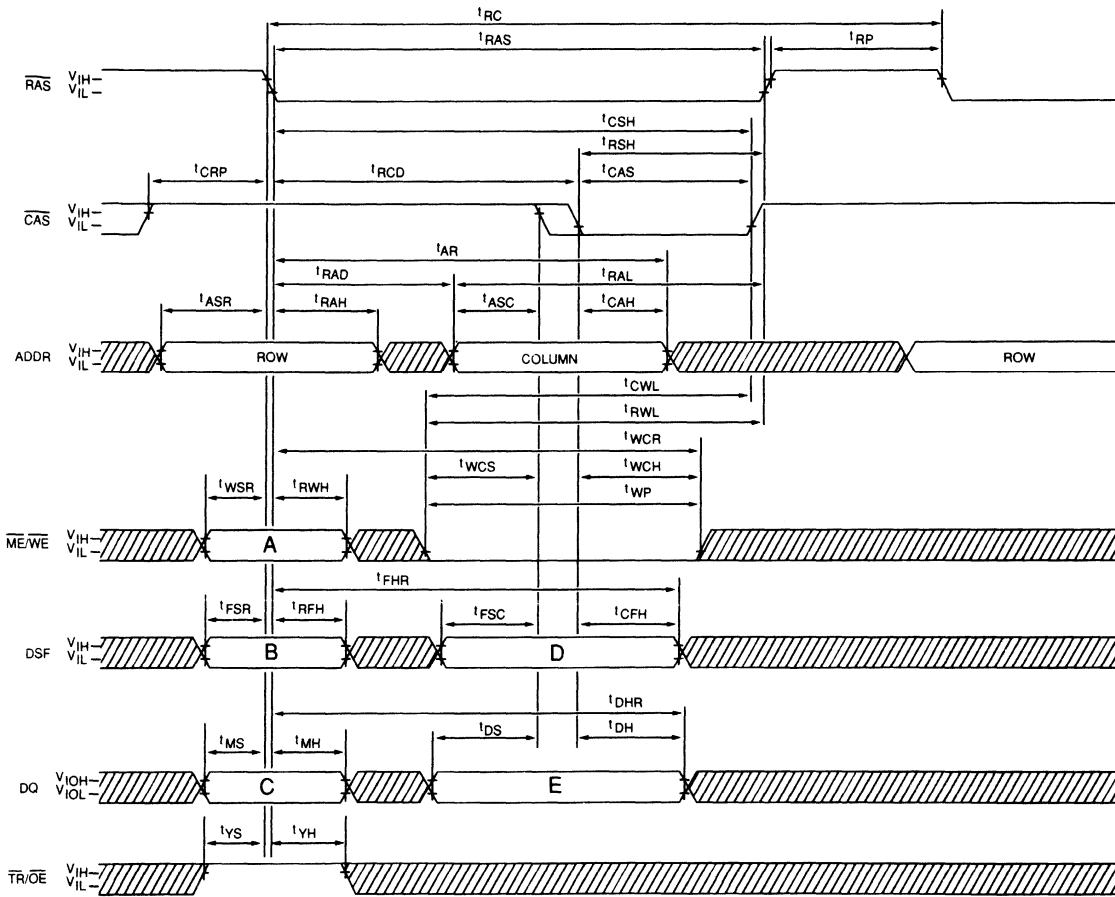 tRC
tRAS
tRP
RAS VIH VIL
tCSH
tRSH
tCRP tRCD tCAS
CAS VIH VIL
tAR
tRAD tRAL
tASR tRAH tASC tCAH
ADDR VIH VIL ROW COLUMN ROW
tCWL
tRWL
tWCR
tWCS tWCH
tWSR tRWH tWP
ME/WE VIH VIL A
tFHR
tFSR tRFH tFSC tCFH
DSF VIH VIL B D
tDHR
tMS tMH tDS tDH
DQ VIOH VIOL C E
tYS tYH
TR/OE VIH VIL